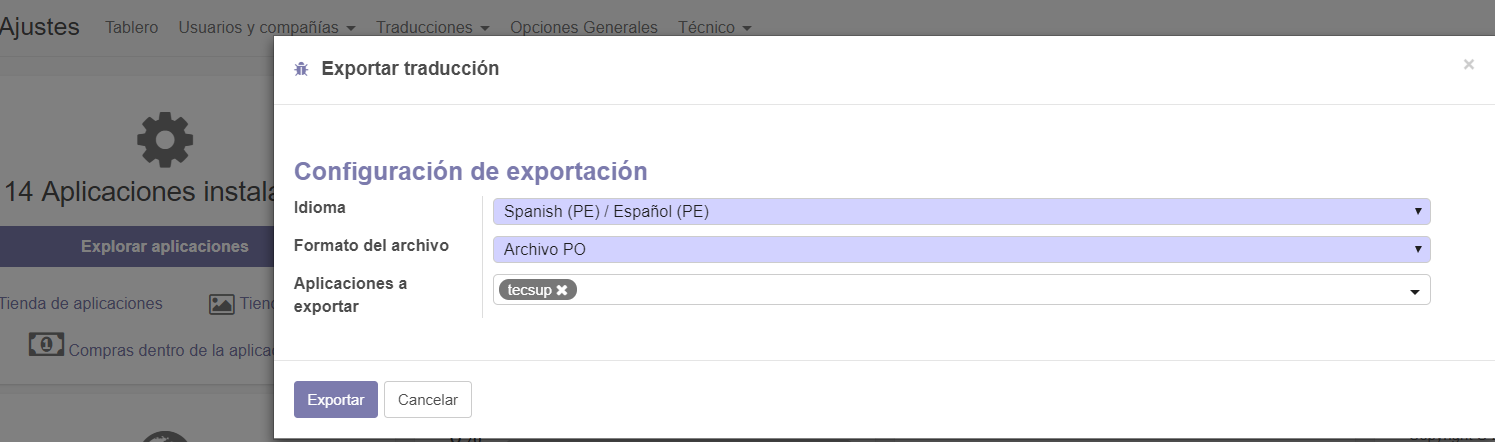 Ajustes Tablero Usuarios y compañías Traducciones Opciones Generales Técnico
Exportar traducción ×
14 Aplicaciones instala
Explorar aplicaciones
Tienda de aplicaciones Tienc
Compras dentro de la aplicac
Configuración de exportación
Idioma Spanish (PE) / Español (PE)
Formato del archivo Archivo PO
Aplicaciones a
exportar
tecsup ✖
Exportar Cancelar